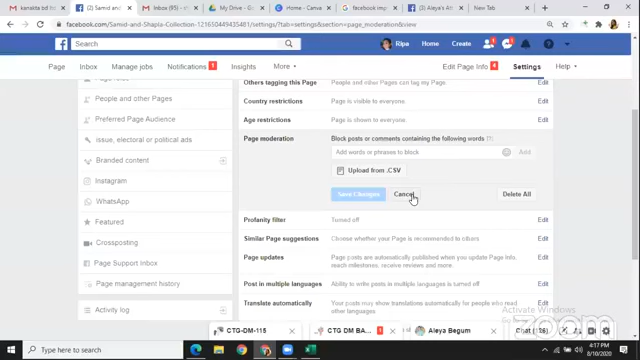 kanakta bd h
Samid and S
Inbox (95) - e
My Drive - G
Home - Canva
facebook imp
(3) Aleya's At
New Tab
facebook.com/Samid-and-Shapla-Collection-121650449435754/settings/?tab=settings&section=page_moderation&view
Search
Ripa
Home
Create
1
1
Page
Inbox
Manage jobs
Notifications
1
Insights
More
Edit Page Info
4
Settings
Help
Others tagging this Page
People and other Pages can tag my Page.
Edit
People and other Pages
Country restrictions
Page is visible to everyone.
Edit
Preferred Page Audience
Age restrictions
Page is shown to everyone.
Edit
issue, electoral or political ads
Page moderation
Block posts or comments containing the following words [?]
Branded content
Add words or phrases to block
Add
Instagram
Upload from .CSV
WhatsApp
Save Changes
Cancel
Delete All
Featured
Profanity filter
Turned off
Edit
Crossposting
Similar Page suggestions
Choose whether your Page is recommended to others
Edit
Page Support Inbox
Page updates
Page posts are automatically published when you update Page Info,
reach milestones, receive reviews and more.
Edit
Page management history
Post in multiple languages
Ability to write posts in multiple languages is turned off
Edit
Activity log
Translate automatically
Your posts may show translations automatically for people who read
other languages
Edit
Activate Windows
CTG-DM-115
CTG DM BA...
Aleya Begum
Chat (126)
zoom
4:17 PM
8/10/2020